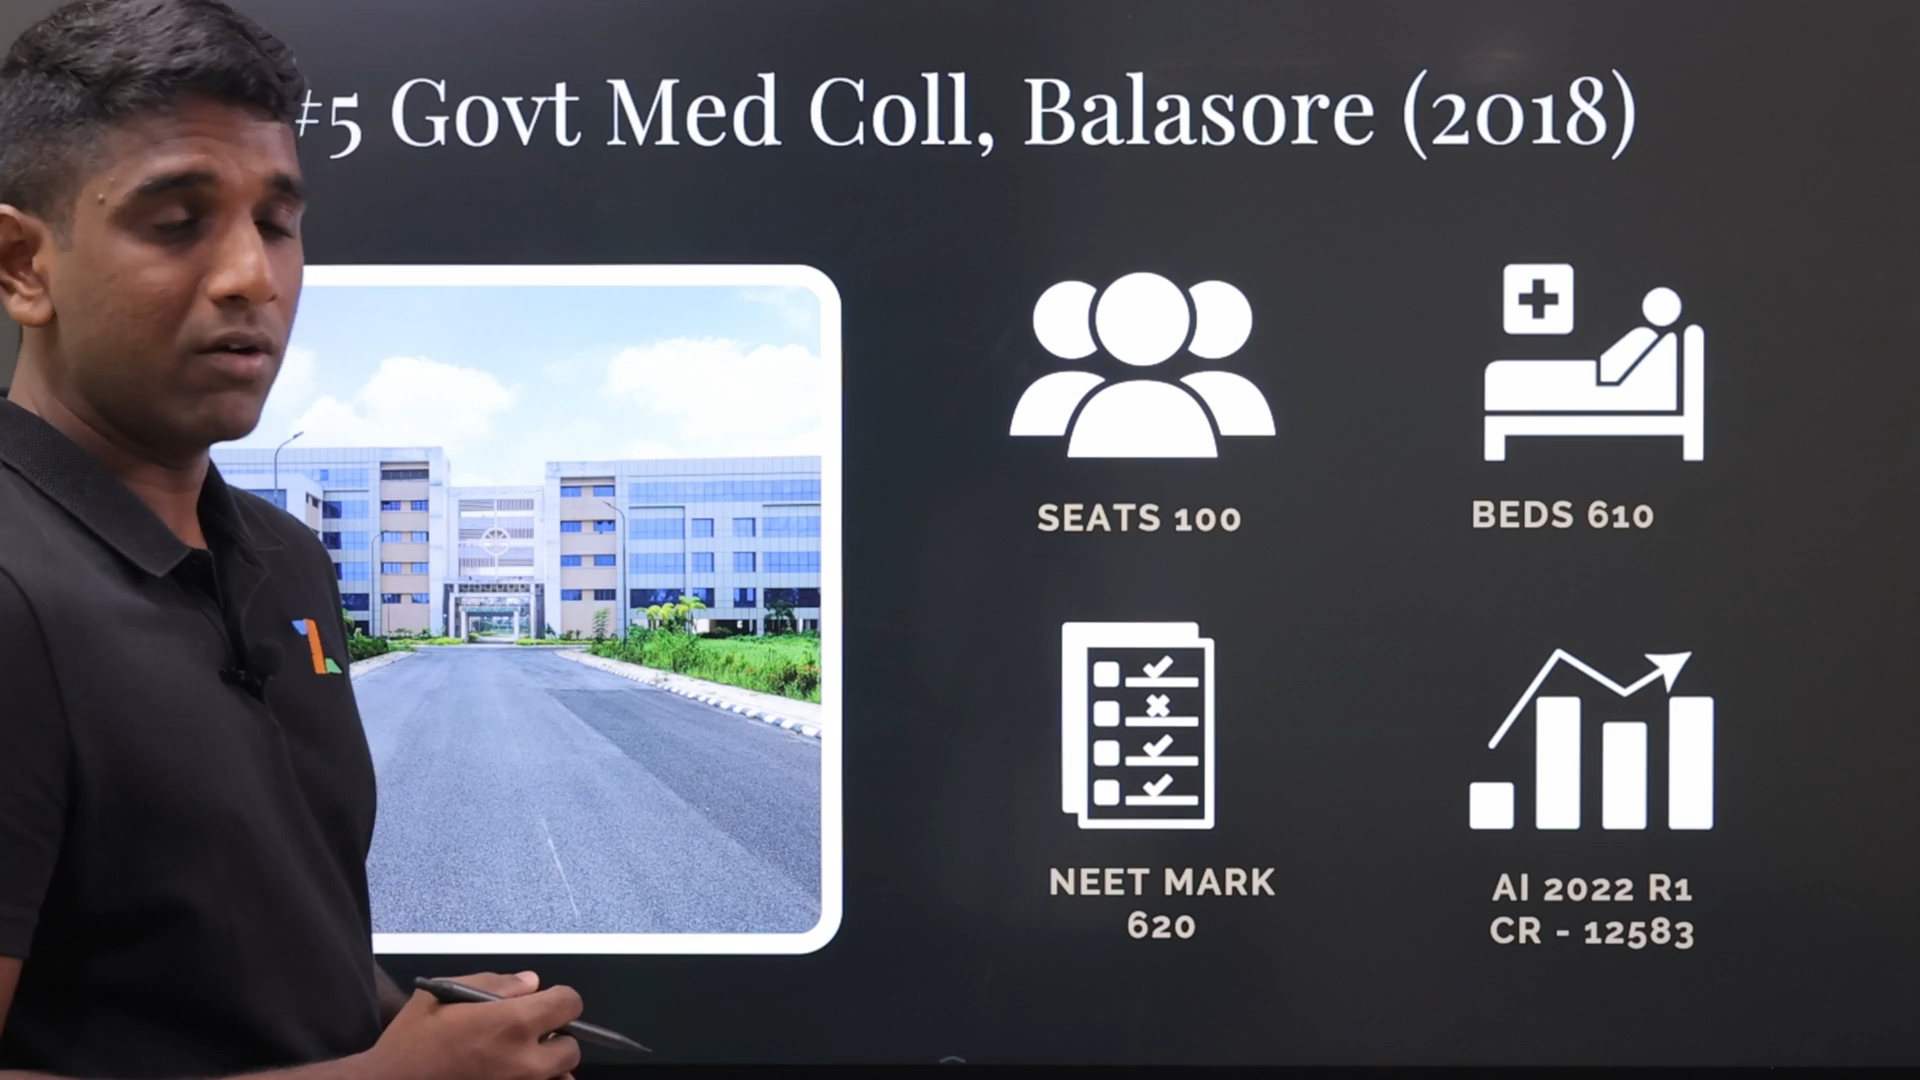 #5 Govt Med Coll, Balasore (2018)
SEATS 100
BEDS 610
NEET MARK
620
AI 2022 R1
CR - 12583